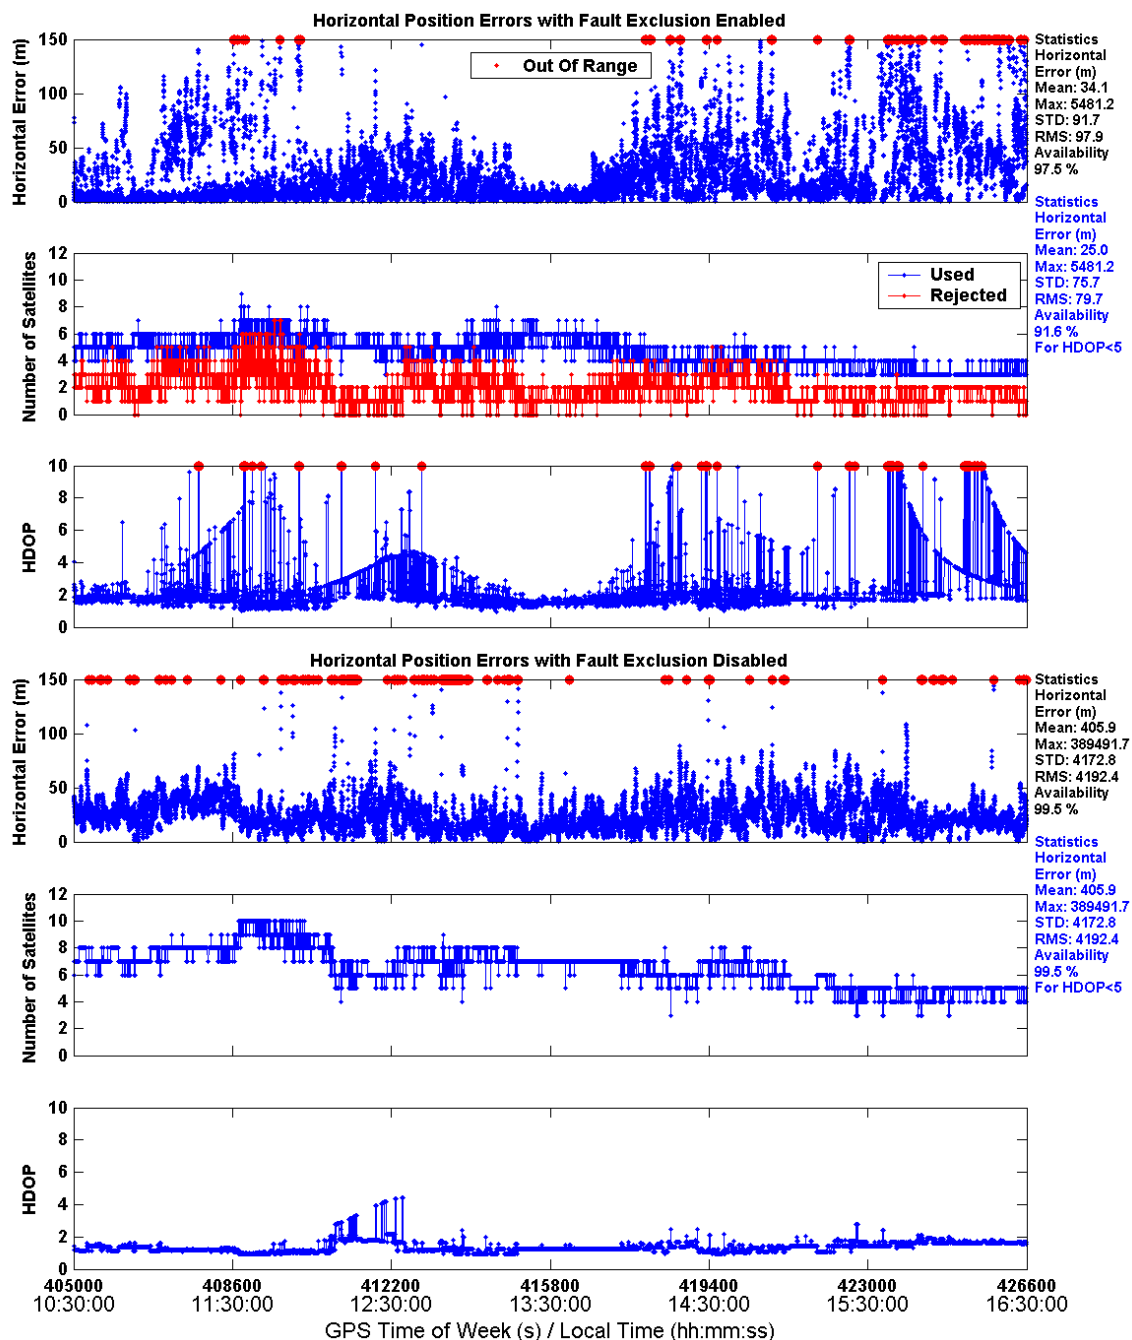 Horizontal Position Errors with Fault Exclusion Enabled
Horizontal Error (m)
150
100
50
0
Out Of Range
Statistics
Horizontal
Error (m)
Mean: 34.1
Max: 5481.2
STD: 91.7
RMS: 97.9
Availability
97.5 %
Statistics
Horizontal
Error (m)
Mean: 25.0
Max: 5481.2
STD: 75.7
RMS: 79.7
Availability
91.6 %
For HDOP<5
Number of Satellites
12
10
8
6
4
2
0
Used
Rejected
HDOP
10
8
6
4
2
0
Horizontal Position Errors with Fault Exclusion Disabled
Horizontal Error (m)
150
100
50
0
Statistics
Horizontal
Error (m)
Mean: 405.9
Max: 389491.7
STD: 4172.8
RMS: 4192.4
Availability
99.5 %
Statistics
Horizontal
Error (m)
Mean: 405.9
Max: 389491.7
STD: 4172.8
RMS: 4192.4
Availability
99.5 %
For HDOP<5
Number of Satellites
12
10
8
6
4
2
0
HDOP
10
8
6
4
2
0
405000 408600 412200 415800 419400 423000 426600
10:30:00 11:30:00 12:30:00 13:30:00 14:30:00 15:30:00 16:30:00
GPS Time of Week (s) / Local Time (hh:mm:ss)